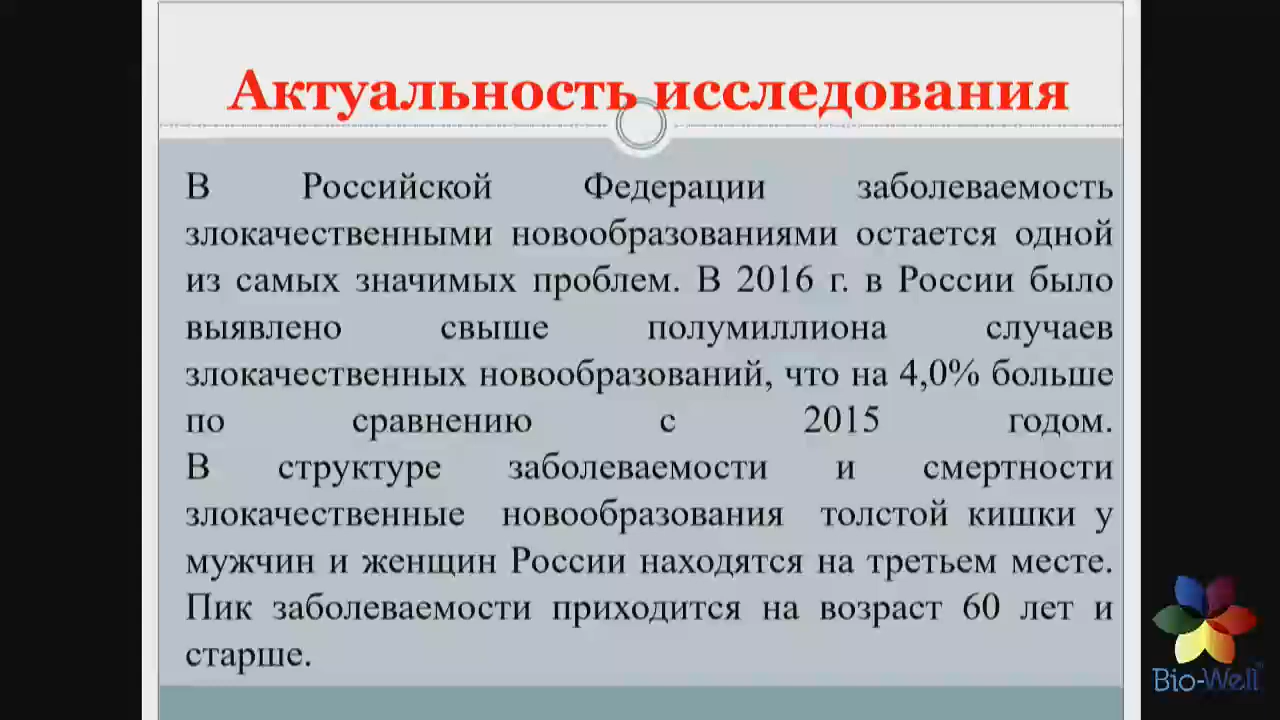 Актуальность исследования
В Российской Федерации заболеваемость
злокачественными новообразованиями остается одной
из самых значимых проблем. В 2016 г. в России было
выявлено свыше полумиллиона случаев
злокачественных новообразований, что на 4,0% больше
по сравнению с 2015 годом.
В структуре заболеваемости и смертности
злокачественные новообразования толстой кишки у
мужчин и женщин России находятся на третьем месте.
Пик заболеваемости приходится на возраст 60 лет и
старше.
Bio-Well